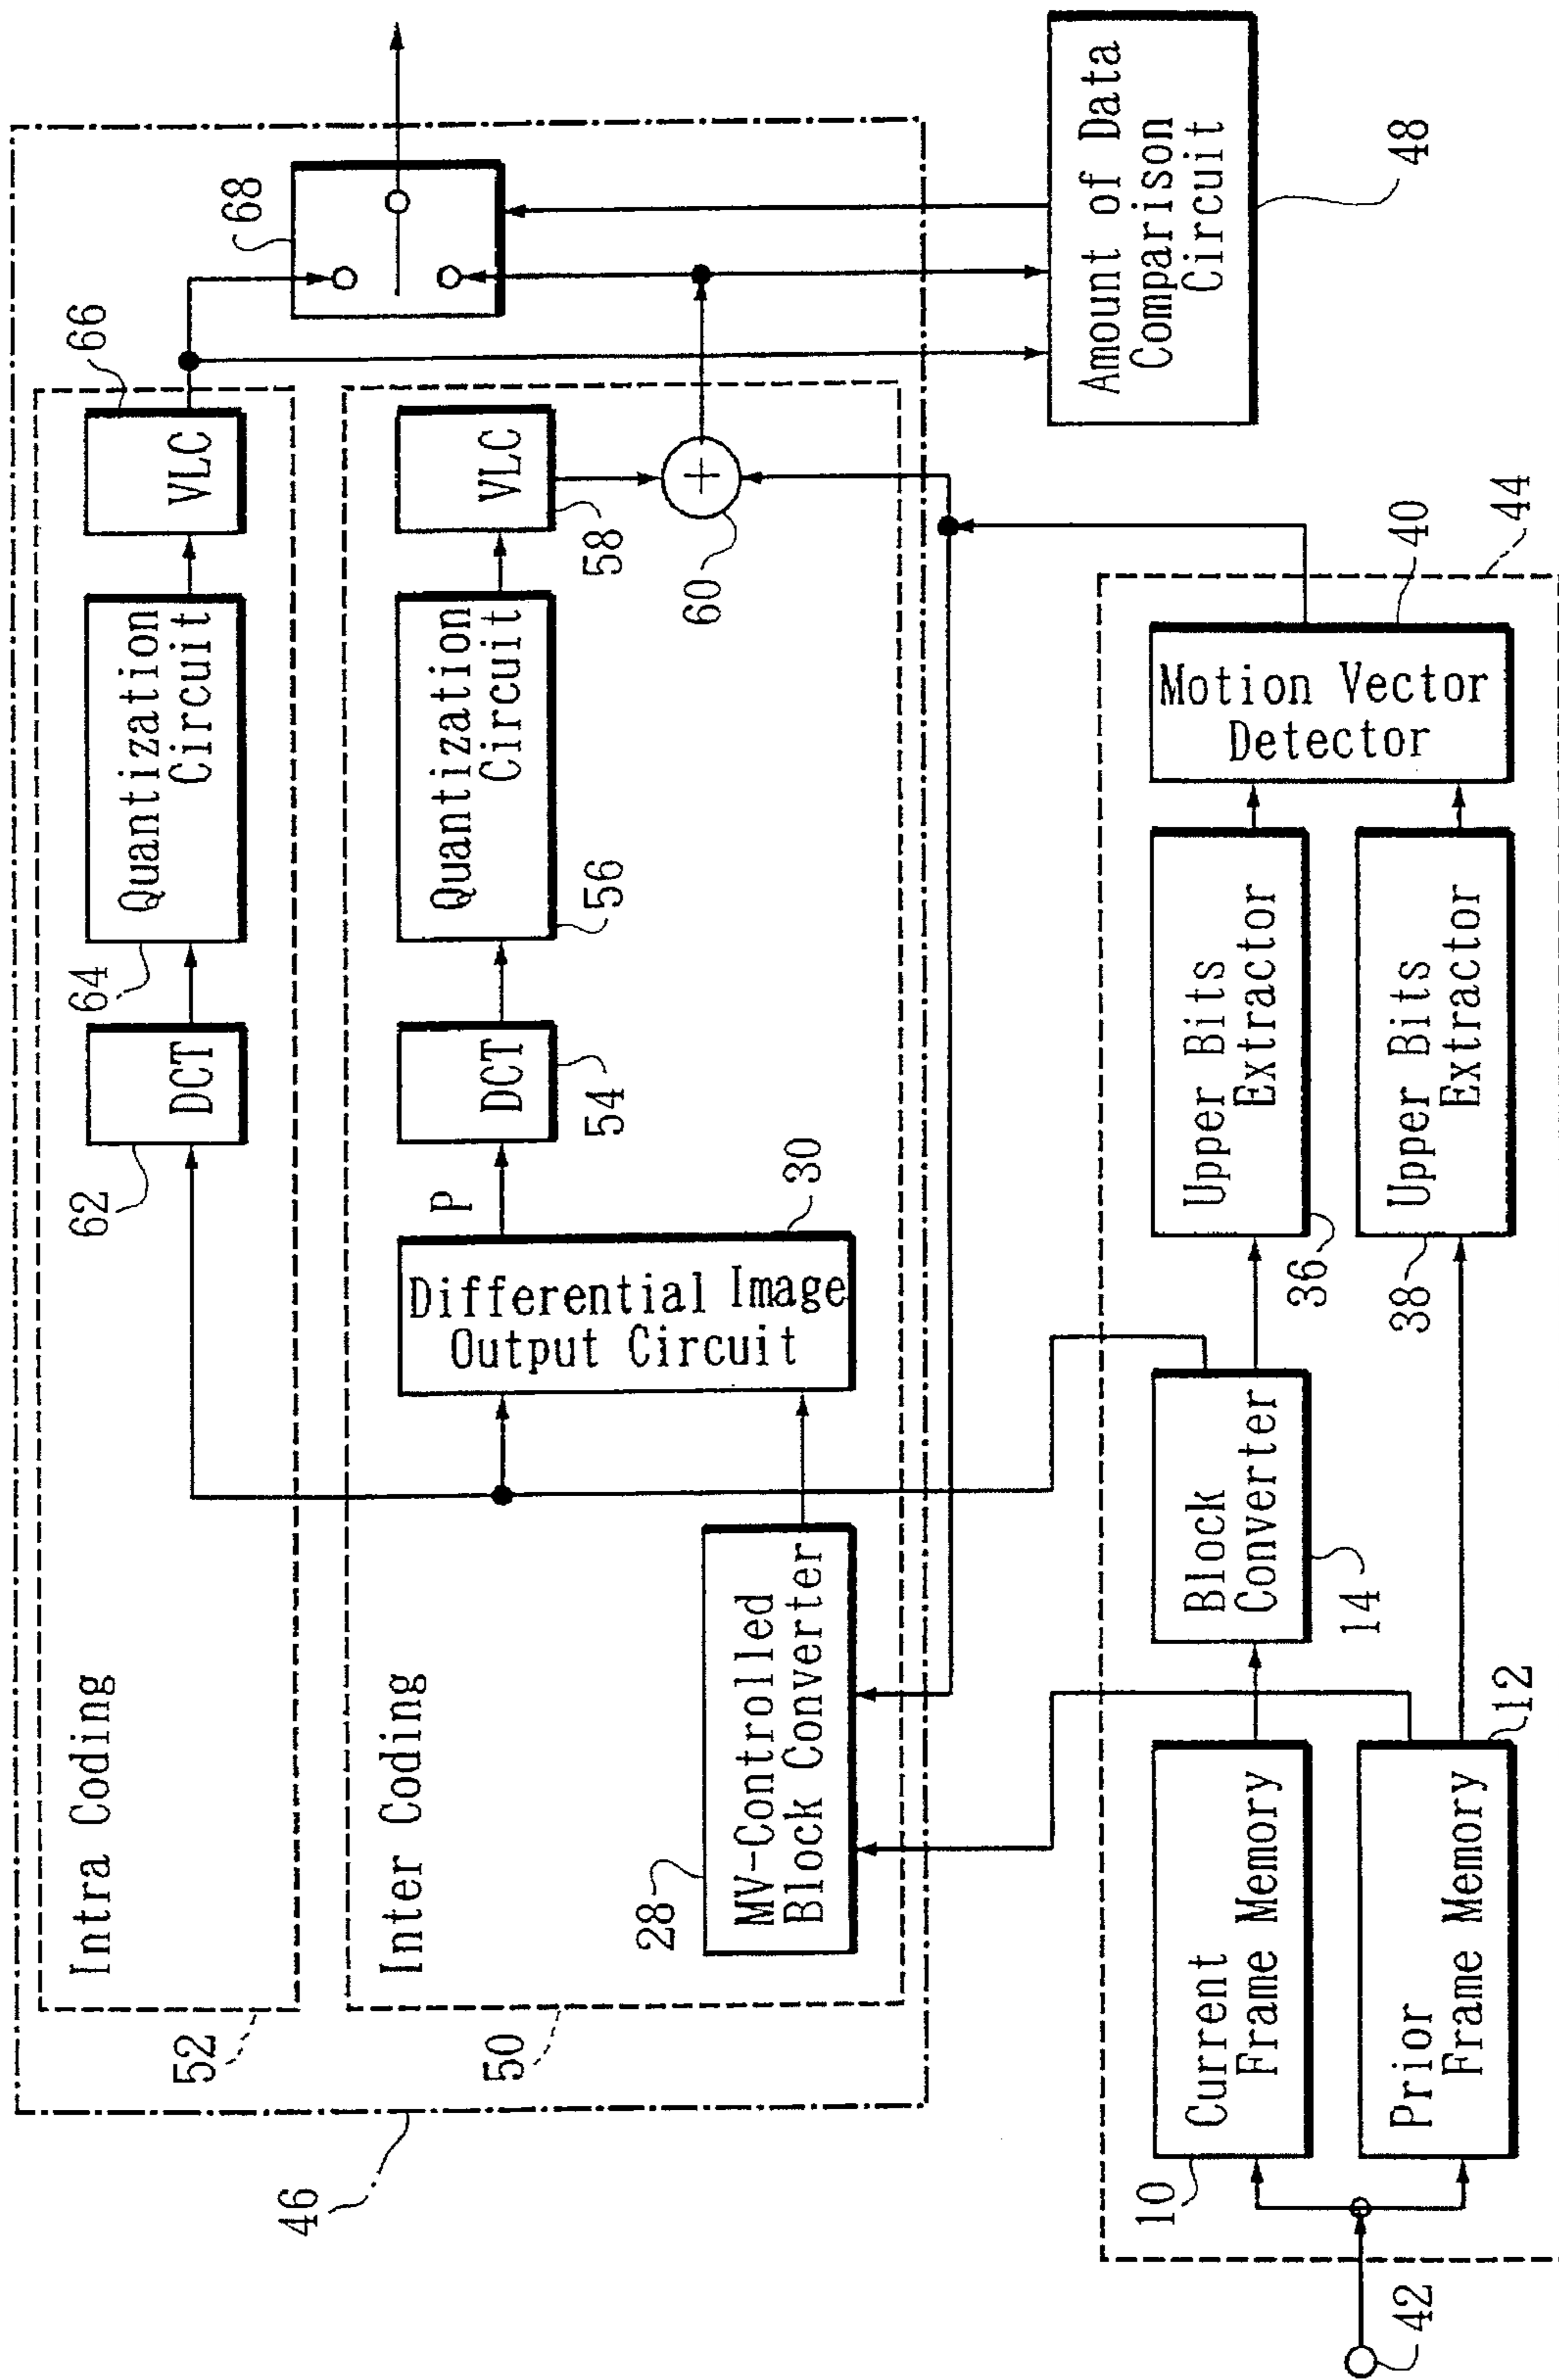 46
52
Intra Coding
62
DCT
64
Quantization
Circuit
66
VLC
68
50
Inter Coding
28
MV-Controlled
Block Converter
Differential Image
Output Circuit
30
P
DCT
54
Quantization
Circuit
56
VLC
58
60
Amount of Data
Comparison
Circuit
48
42
10
Current
Frame Memory
Prior
Frame Memory
12
Block
Converter
14
Upper Bits
Extractor
36
Upper Bits
Extractor
38
Motion Vector
Detector
40
44